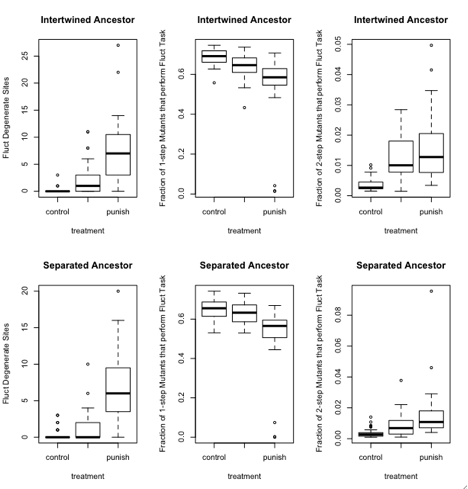 Intertwined Ancestor
Fluct Degenerate Sites
0 5 10 15 20 25
control punish
treatment
Intertwined Ancestor
Fraction of 1-step Mutants that perform Fluct Task
0.0 0.2 0.4 0.6
control punish
treatment
Intertwined Ancestor
Fraction of 2-step Mutants that perform Fluct Task
0.00 0.01 0.02 0.03 0.04 0.05
control punish
treatment
Separated Ancestor
Fluct Degenerate Sites
0 5 10 15 20
control punish
treatment
Separated Ancestor
Fraction of 1-step Mutants that perform Fluct Task
0.0 0.2 0.4 0.6
control punish
treatment
Separated Ancestor
Fraction of 2-step Mutants that perform Fluct Task
0.00 0.02 0.04 0.06 0.08
control punish
treatment